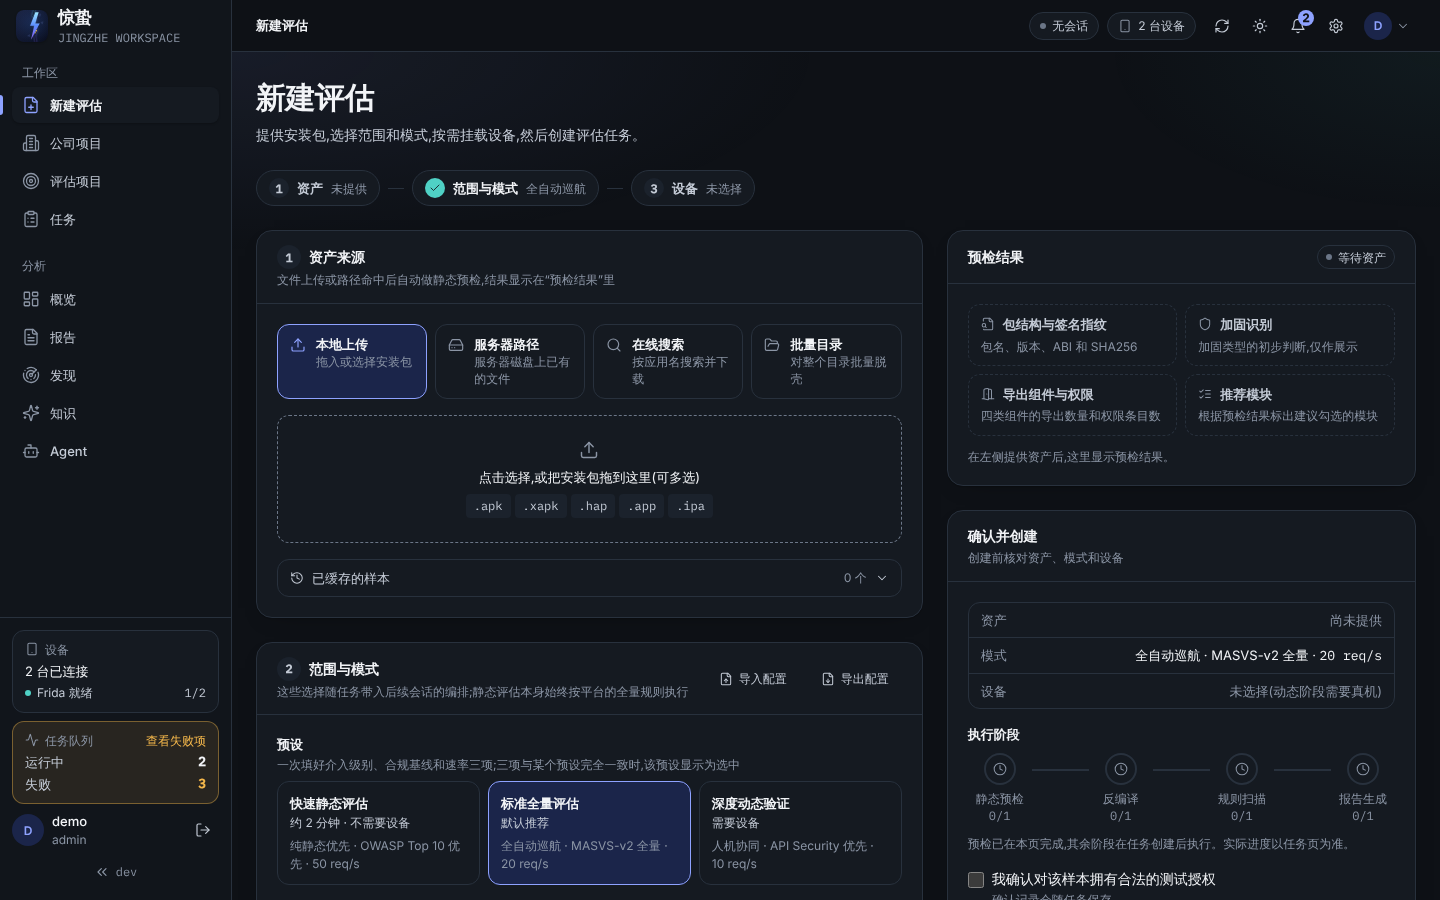 惊蛰
JINGZHE WORKSPACE
工作区
新建评估
公司项目
评估项目
任务
分析
概览
报告
发现
知识
Agent
设备
2 台已连接
Frida 就绪 1/2
任务队列 查看失败项
运行中 2
失败 3
D demo
admin
dev
新建评估
无会话
2 台设备
2
D
新建评估
提供安装包,选择范围和模式,按需挂载设备,然后创建评估任务。
1 资产 未提供
范围与模式 全自动巡航
3 设备 未选择
1 资产来源
文件上传或路径命中后自动做静态预检,结果显示在"预检结果"里
本地上传
拖入或选择安装包
服务器路径
服务器磁盘上已有
的文件
在线搜索
按应用名搜索并下
载
批量目录
对整个目录批量脱
壳
点击选择,或把安装包拖到这里(可多选)
.apk .xapk .hap .app .ipa
已缓存的样本 0 个
2 范围与模式
这些选择随任务带入后续会话的编排;静态评估本身始终按平台的全量规则执行
导入配置 导出配置
预设
一次填好介入级别、合规基线和速率三项;三项与某个预设完全一致时,该预设显示为选中
快速静态评估
约 2 分钟 · 不需要设备
纯静态优先 · OWASP Top 10 优
先 · 50 req/s
标准全量评估
默认推荐
全自动巡航 · MASVS-v2 全量 ·
20 req/s
深度动态验证
需要设备
人机协同 · API Security 优先 ·
10 req/s
预检结果 等待资产
包结构与签名指纹
包名、版本、ABI 和 SHA256
加固识别
加固类型的初步判断,仅作展示
导出组件与权限
四类组件的导出数量和权限条目数
推荐模块
根据预检结果标出建议勾选的模块
在左侧提供资产后,这里显示预检结果。
确认并创建
创建前核对资产、模式和设备
资产 尚未提供
模式 全自动巡航 · MASVS-v2 全量 · 20 req/s
设备 未选择(动态阶段需要真机)
执行阶段
静态预检 反编译 规则扫描 报告生成
0/1 0/1 0/1 0/1
预检已在本页完成,其余阶段在任务创建后执行。实际进度以任务页为准。
我确认对该样本拥有合法的测试授权
确认记录会随任务保存